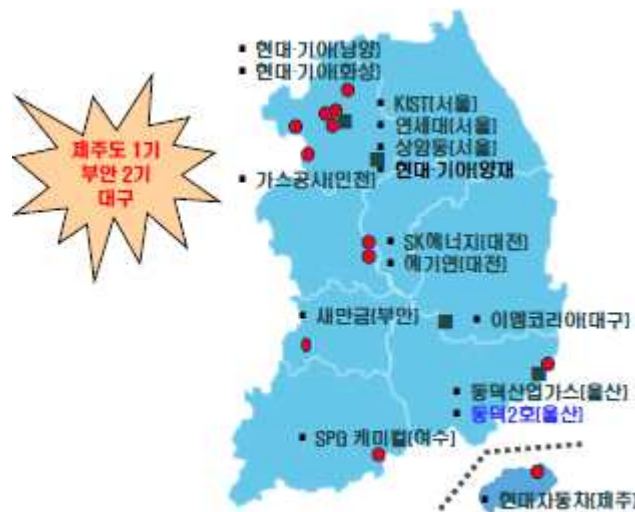 현대·기아(남양)
현대·기아(화성)
제주도 1기
부안 2기
대구
KIST(서울)
연세대(서울)
상암동(서울)
현대·기아(양재
가스공사(인천)
SK에너지(대전)
에기연(대전)
새만금(부안)
이엠코리아(대구)
동덕산업가스(울산)
동덕2호(울산)
SPG 케미컬(여수)
현대자동차(제주)